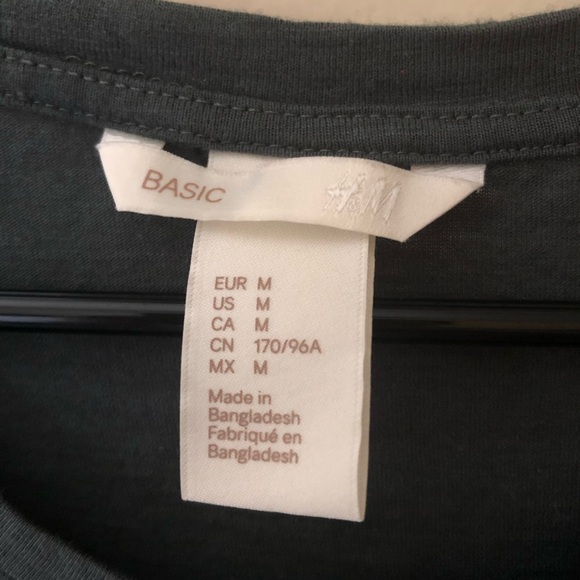 BASIC H&M
EUR M
US M
CA M
CN 170/96A
MX M
Made in
Bangladesh
Fabriqué en
Bangladesh